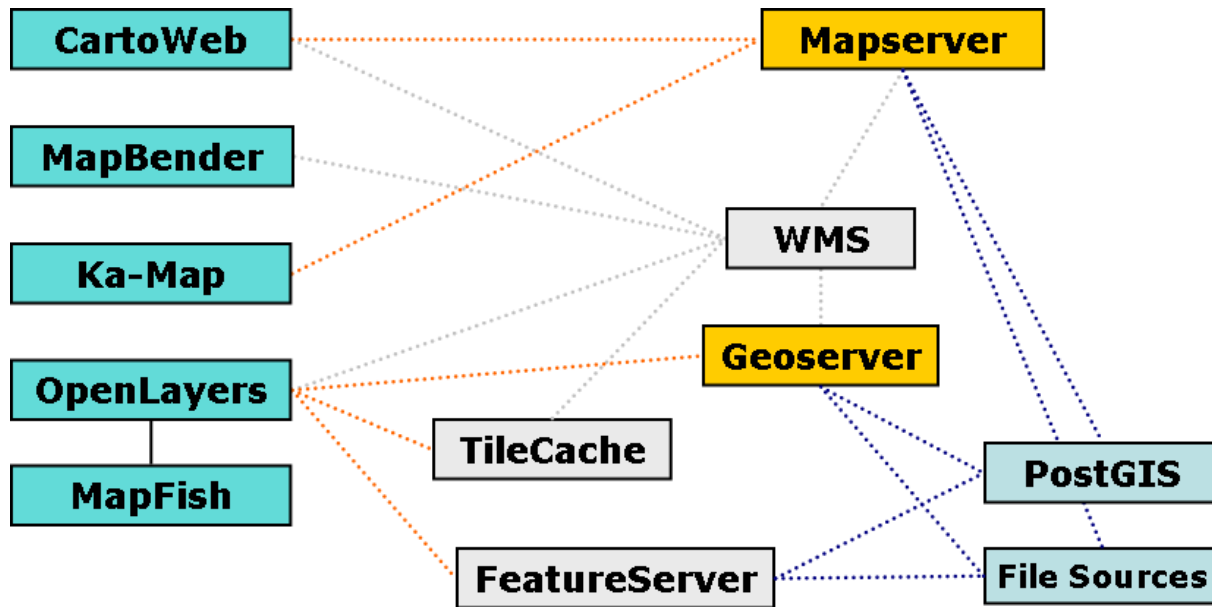 CartoWeb
Mapserver
MapBender
WMS
Ka-Map
Geoserver
OpenLayers
TileCache
PostGIS
MapFish
FeatureServer
File Sources